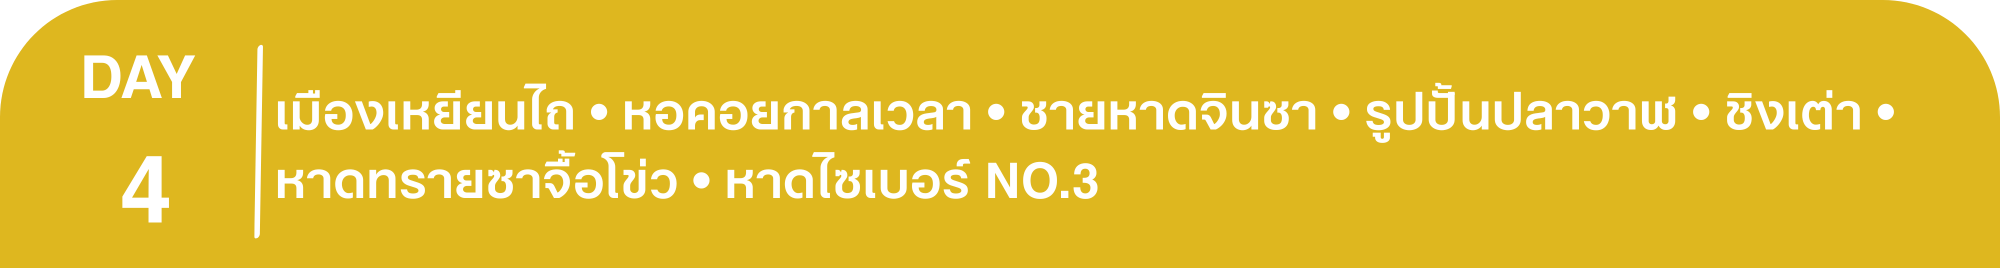 DAY
4
เมืองเหยียนไถ • หอคอยกาลเวลา • ชายหาดจินซา • รูปปั้นปลาวาฬ • ชิงเต่า •
หาดทรายซาจื้อโข่ว • หาดไซเบอร์ NO.3